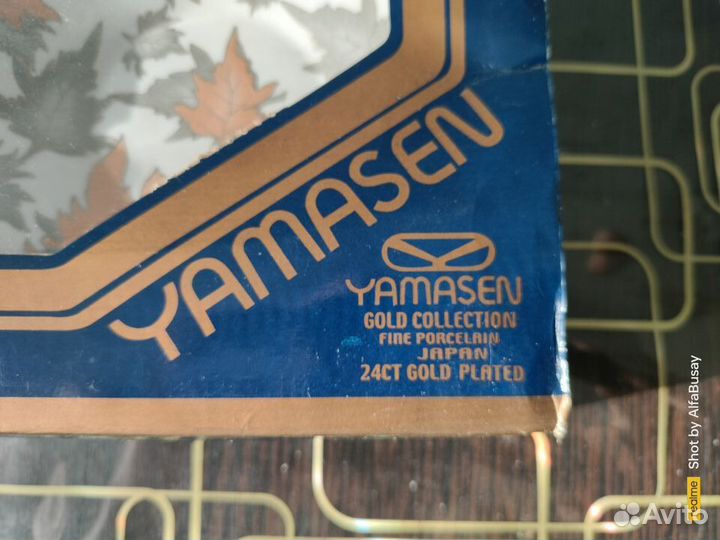 YAMASEN
YAMASEN
GOLD COLLECTION
FINE PORCELAIN
JAPAN
24CT GOLD PLATED
realme
Shot by AlfaBusay
Avito